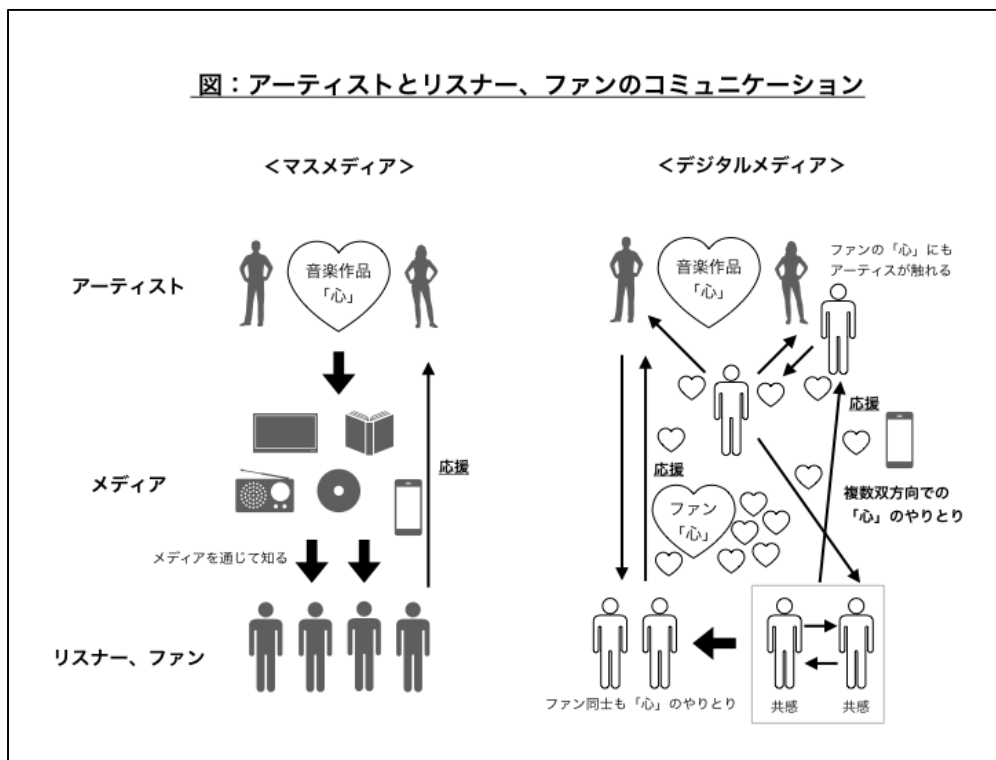 図：アーティストとリスナー、ファンのコミュニケーション
＜マスメディア＞
＜デジタルメディア＞
アーティスト
音楽作品
「心」
音楽作品
「心」
ファンの「心」にも
アーティスが触れる
メディア
応援
応援
応援
ファン
「心」
複数双方向での
「心」のやりとり
メディアを通じて知る
リスナー、ファン
ファン同士も「心」のやりとり
共感
共感